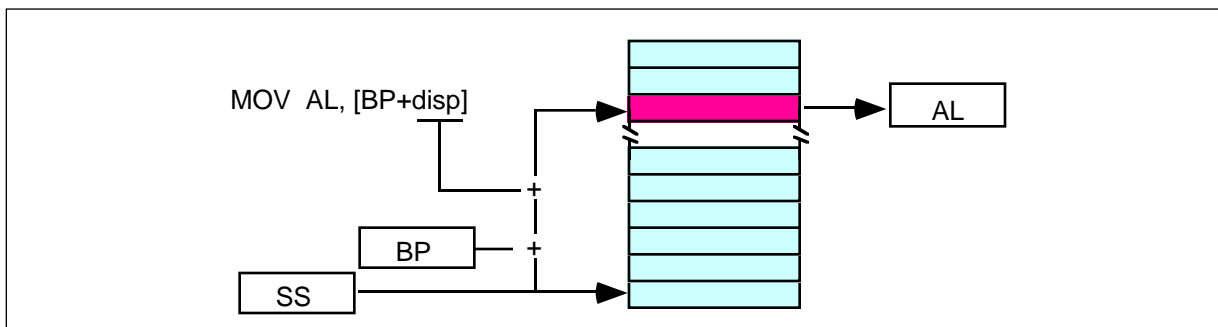 MOV AL, [BP+disp]
AL
+
BP
+
SS